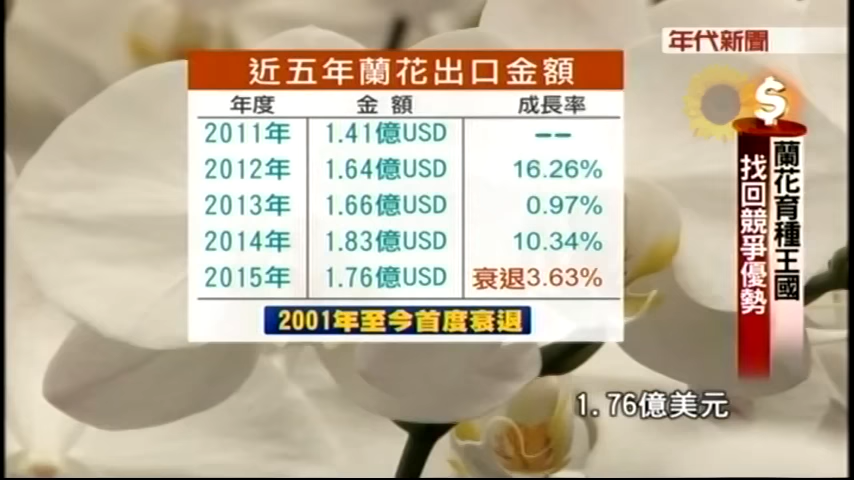 年代新聞
近五年蘭花出口金額
年度 金額 成長率
2011年 1.41億USD --
2012年 1.64億USD 16.26%
2013年 1.66億USD 0.97%
2014年 1.83億USD 10.34%
2015年 1.76億USD 衰退3.63%
2001年至今首度衰退
$
蘭花育種王國
找回競爭優勢
1.76億美元